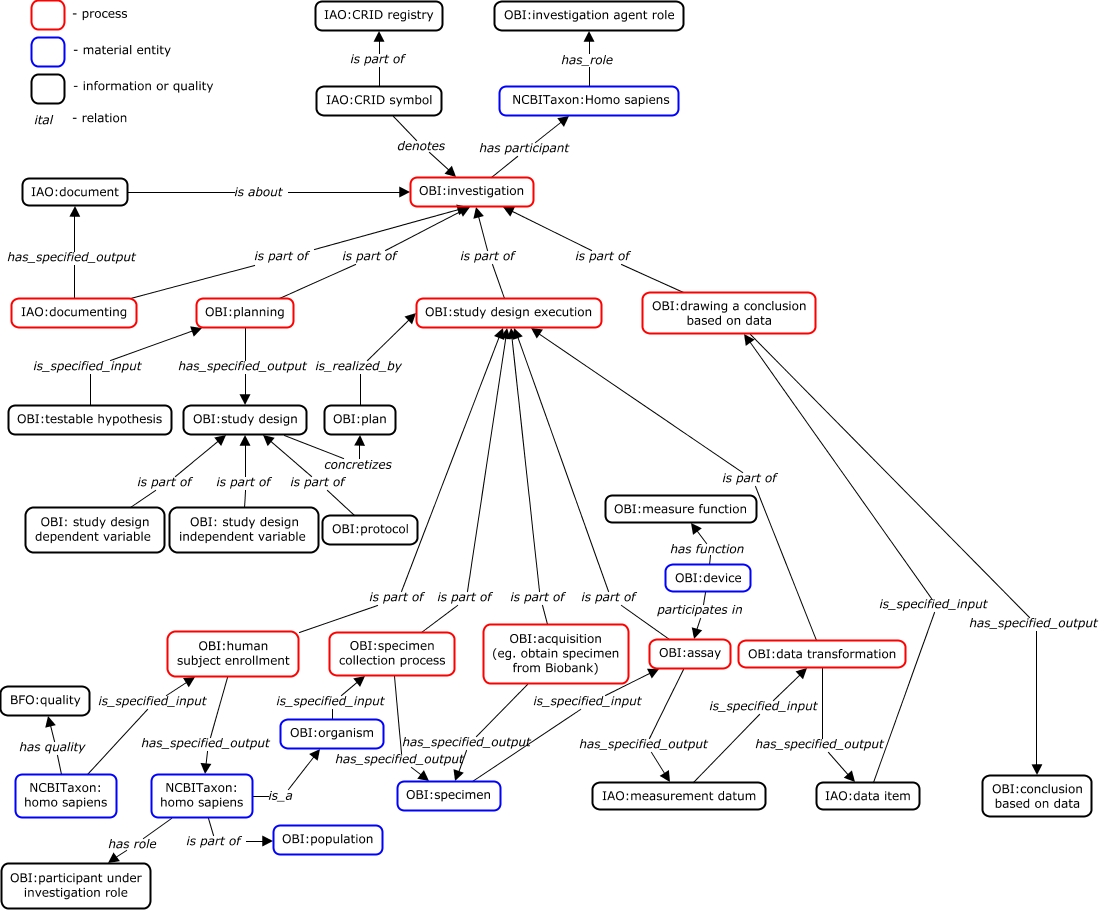 - process
- material entity
- information or quality
ital - relation
IAO:CRID registry
OBI:investigation agent role
is part of
has_role
IAO:CRID symbol
NCBITaxon:Homo sapiens
denotes
has participant
IAO:document
is about
OBI:investigation
has_specified_output
is part of
is part of
is part of
is part of
IAO:documenting
OBI:planning
OBI:study design execution
OBI:drawing a conclusion
based on data
is_specified_input
has_specified_output
is_realized_by
OBI:testable hypothesis
OBI:study design
OBI:plan
concretizes
is part of
is part of
is part of
is part of
OBI: study design
dependent variable
OBI: study design
independent variable
OBI:protocol
OBI:measure function
has function
OBI:device
is part of
is part of
is part of
is part of
participates in
is_specified_input
has_specified_output
OBI:human
subject enrollment
OBI:specimen
collection process
OBI:acquisition
(eg. obtain specimen
from Biobank)
OBI:assay
OBI:data transformation
BFO:quality
is_specified_input
is_specified_input
is_specified_input
is_specified_input
OBI:organism
has quality
has_specified_output
has_specified_output
has_specified_output
has_specified_output
has_specified_output
NCBITaxon:
homo sapiens
NCBITaxon:
homo sapiens
is_a
OBI:specimen
IAO:measurement datum
IAO:data item
OBI:conclusion
based on data
has role
is part of
OBI:population
OBI:participant under
investigation role